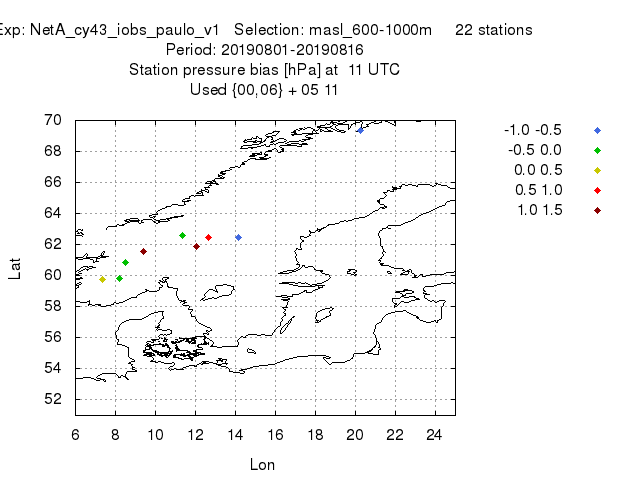 Exp: NetA_cy43_iobs_paulo_v1 Selection: masl_600-1000m 22 stations
Period: 20190801-20190816
Station pressure bias [hPa] at 11 UTC
Used {00,06} + 05 11
-1.0 -0.5
-0.5 0.0
0.0 0.5
0.5 1.0
1.0 1.5
70
68
66
64
62
60
58
56
54
52
Lat
6 8 10 12 14 16 18 20 22 24
Lon